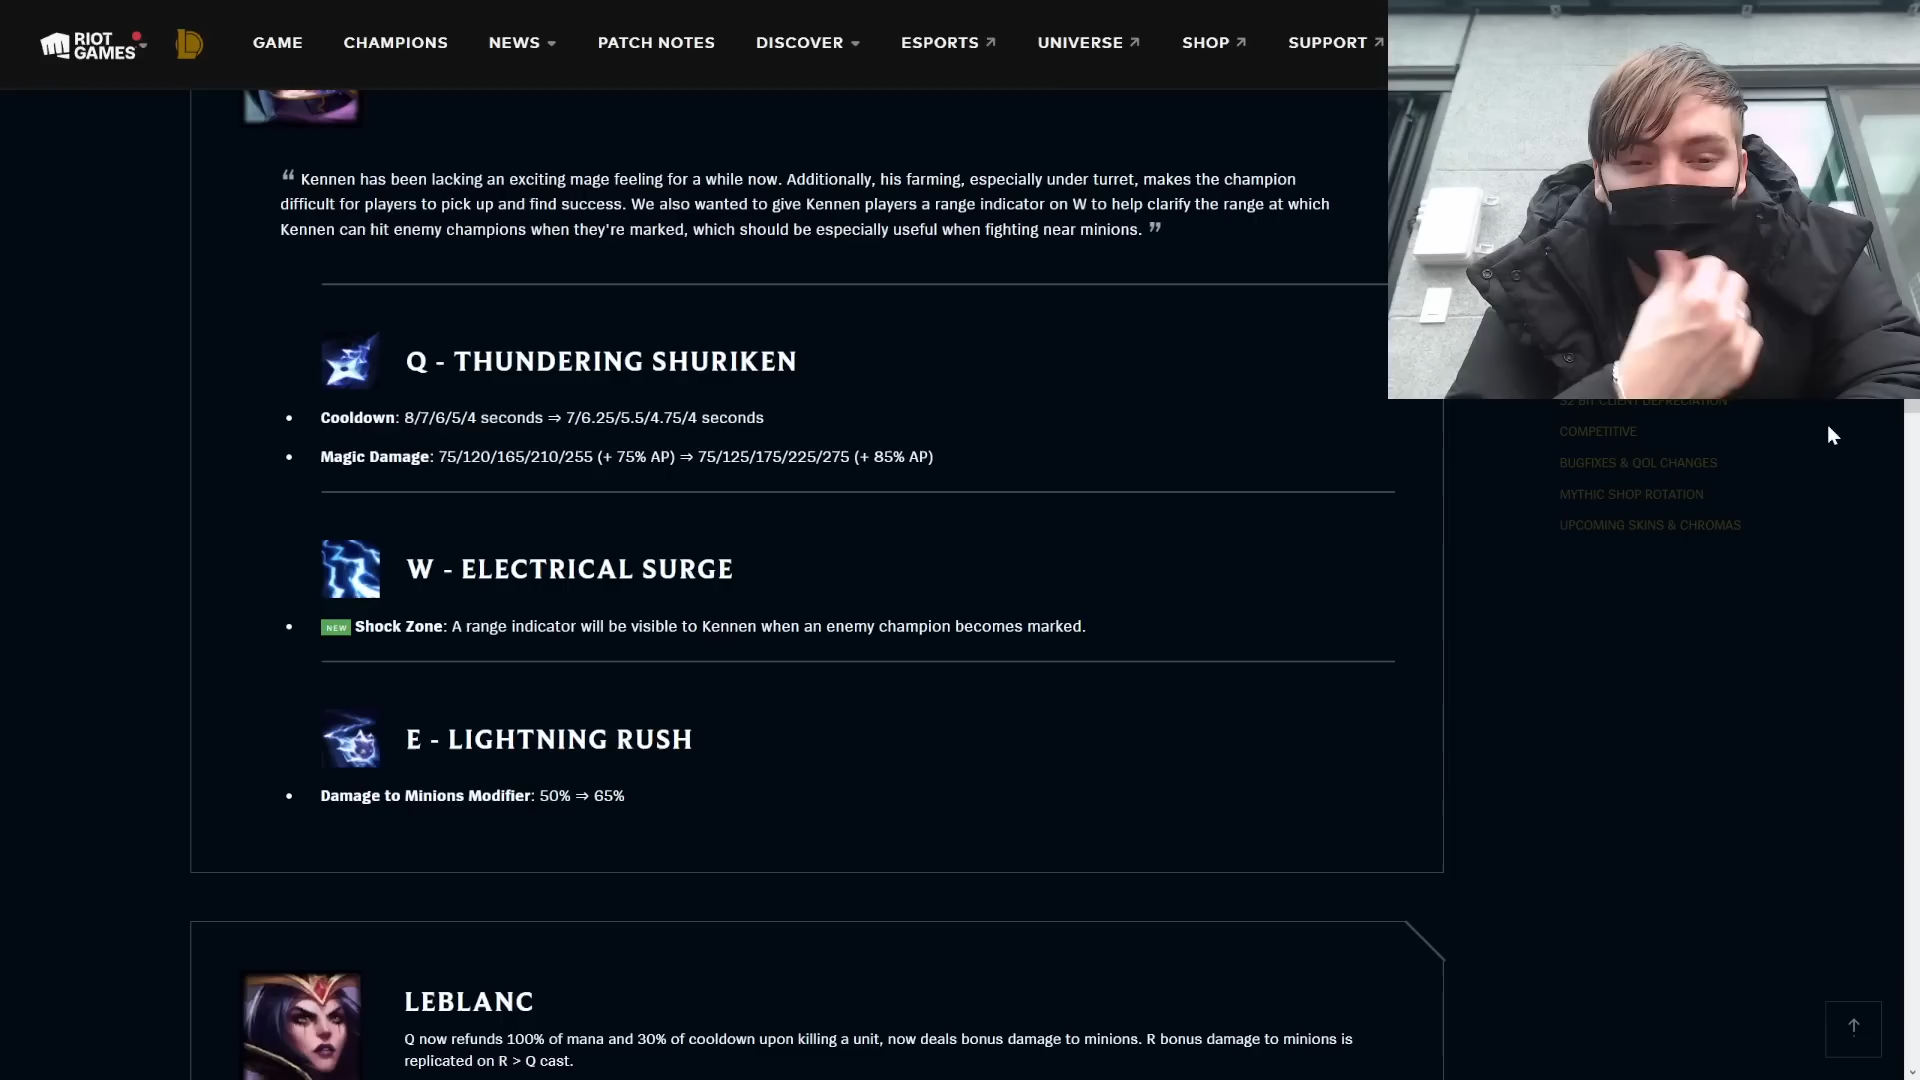 RIOT GAMES
GAME CHAMPIONS NEWS PATCH NOTES DISCOVER ESPORTS UNIVERSE SHOP SUPPORT
“ Kennen has been lacking an exciting mage feeling for a while now. Additionally, his farming, especially under turret, makes the champion
difficult for players to pick up and find success. We also wanted to give Kennen players a range indicator on W to help clarify the range at which
Kennen can hit enemy champions when they're marked, which should be especially useful when fighting near minions. ”
Q - THUNDERING SHURIKEN
• Cooldown: 8/7/6/5/4 seconds ⇒ 7/6.25/5.5/4.75/4 seconds
• Magic Damage: 75/120/165/210/255 (+ 75% AP) ⇒ 75/125/175/225/275 (+ 85% AP)
W - ELECTRICAL SURGE
• NEW Shock Zone: A range indicator will be visible to Kennen when an enemy champion becomes marked.
E - LIGHTNING RUSH
• Damage to Minions Modifier: 50% ⇒ 65%
LEBLANC
Q now refunds 100% of mana and 30% of cooldown upon killing a unit, now deals bonus damage to minions. R bonus damage to minions is
replicated on R > Q cast.
32 BIT CLIENT DEPRECIATION
COMPETITIVE
BUGFIXES & QOL CHANGES
MYTHIC SHOP ROTATION
UPCOMING SKINS & CHROMAS